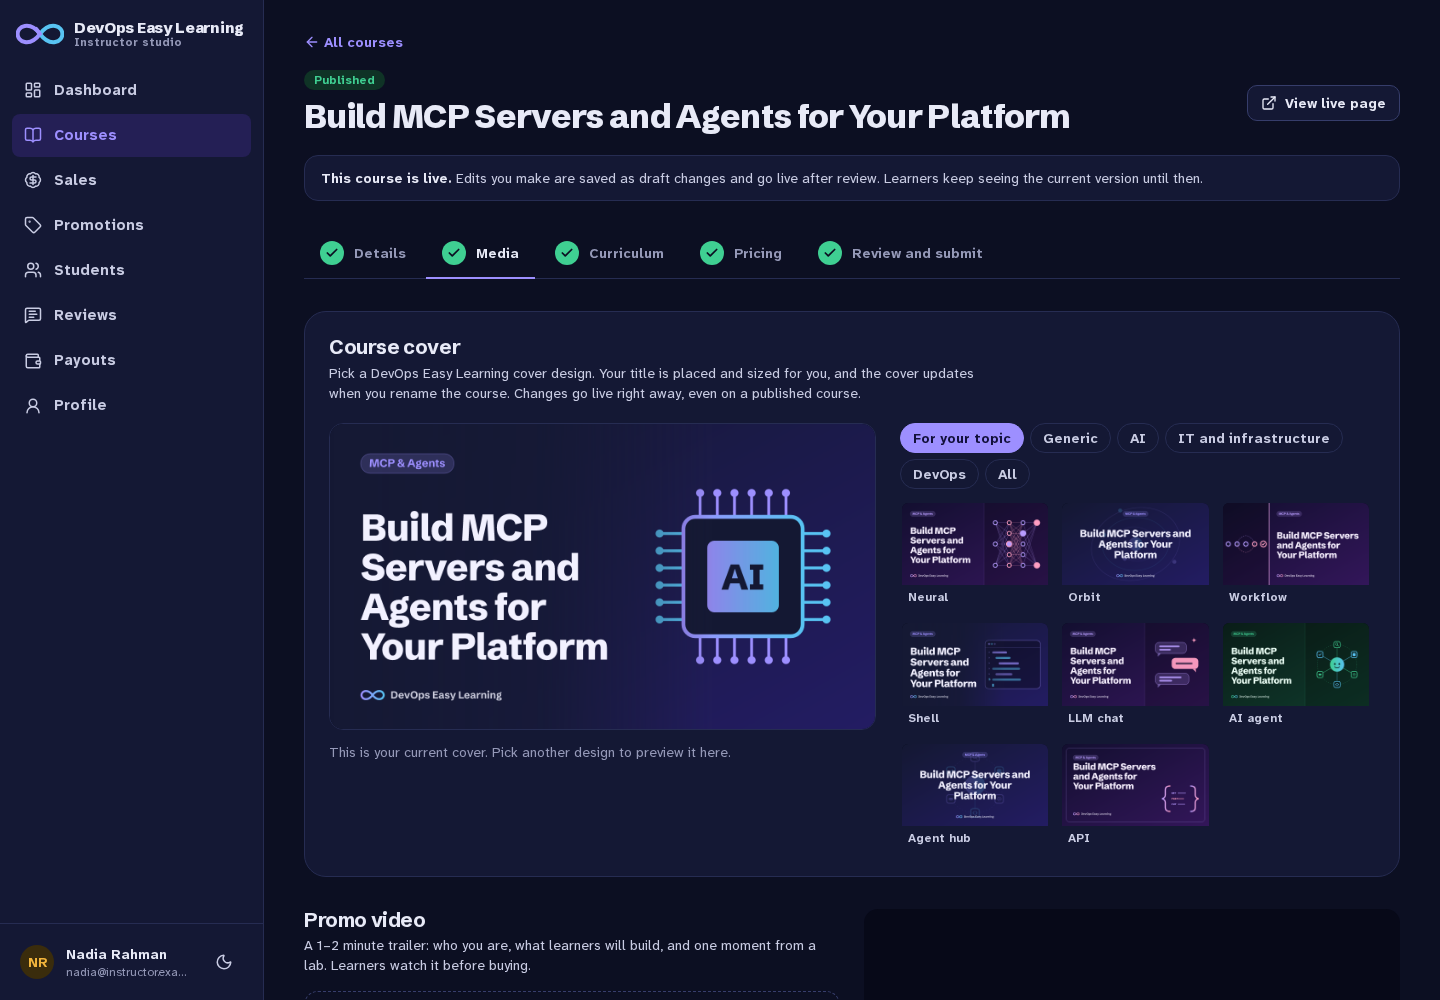 DevOps Easy Learning
Instructor studio
Dashboard
Courses
Sales
Promotions
Students
Reviews
Payouts
Profile
NR
Nadia Rahman
nadia@instructor.exa...
All courses
Published
Build MCP Servers and Agents for Your Platform
View live page
This course is live. Edits you make are saved as draft changes and go live after review. Learners keep seeing the current version until then.
Details
Media
Curriculum
Pricing
Review and submit
Course cover
Pick a DevOps Easy Learning cover design. Your title is placed and sized for you, and the cover updates
when you rename the course. Changes go live right away, even on a published course.
MCP & Agents
Build MCP
Servers and
Agents for
Your Platform
AI
DevOps Easy Learning
This is your current cover. Pick another design to preview it here.
For your topic
Generic
AI
IT and infrastructure
DevOps
All
Build MCP
Servers and
Agents for
Your Platform
Neural
Build MCP Servers and
Agents for Your
Platform
Orbit
Build MCP Servers
and Agents for
Your Platform
Workflow
Build MCP
Servers and
Agents for
Your Platform
Shell
Build MCP
Servers and
Agents for
Your Platform
LLM chat
Build MCP
Servers and
Agents for
Your Platform
AI agent
Build MCP Servers and
Agents for Your
Platform
Agent hub
Build MCP Servers
and Agents for
Your Platform
API
Promo video
A 1–2 minute trailer: who you are, what learners will build, and one moment from a
lab. Learners watch it before buying.